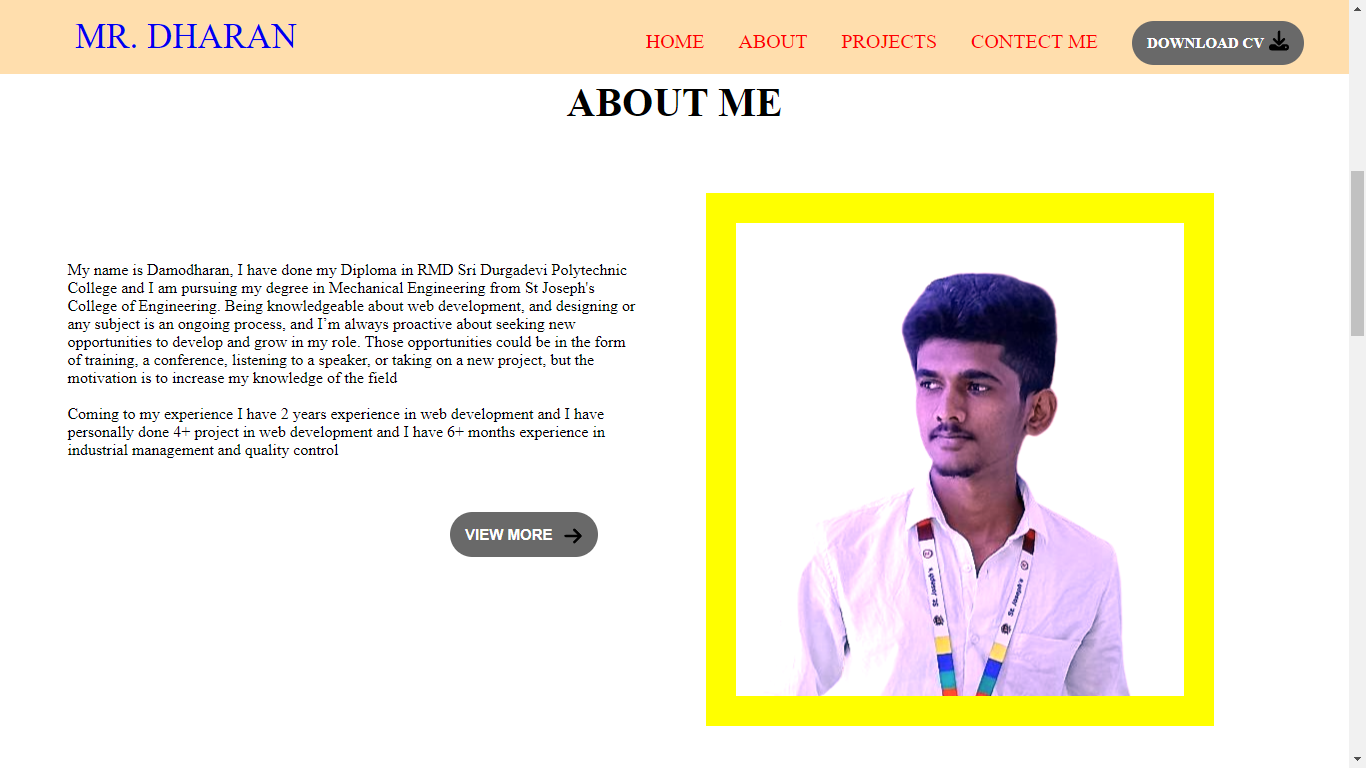 MR. DHARAN
HOME
ABOUT
PROJECTS
CONTECT ME
DOWNLOAD CV
ABOUT ME
My name is Damodharan, I have done my Diploma in RMD Sri Durgadevi Polytechnic
College and I am pursuing my degree in Mechanical Engineering from St Joseph's
College of Engineering. Being knowledgeable about web development, and designing or
any subject is an ongoing process, and I’m always proactive about seeking new
opportunities to develop and grow in my role. Those opportunities could be in the form
of training, a conference, listening to a speaker, or taking on a new project, but the
motivation is to increase my knowledge of the field
Coming to my experience I have 2 years experience in web development and I have
personally done 4+ project in web development and I have 6+ months experience in
industrial management and quality control
VIEW MORE
St. Joseph's
St. Joseph's